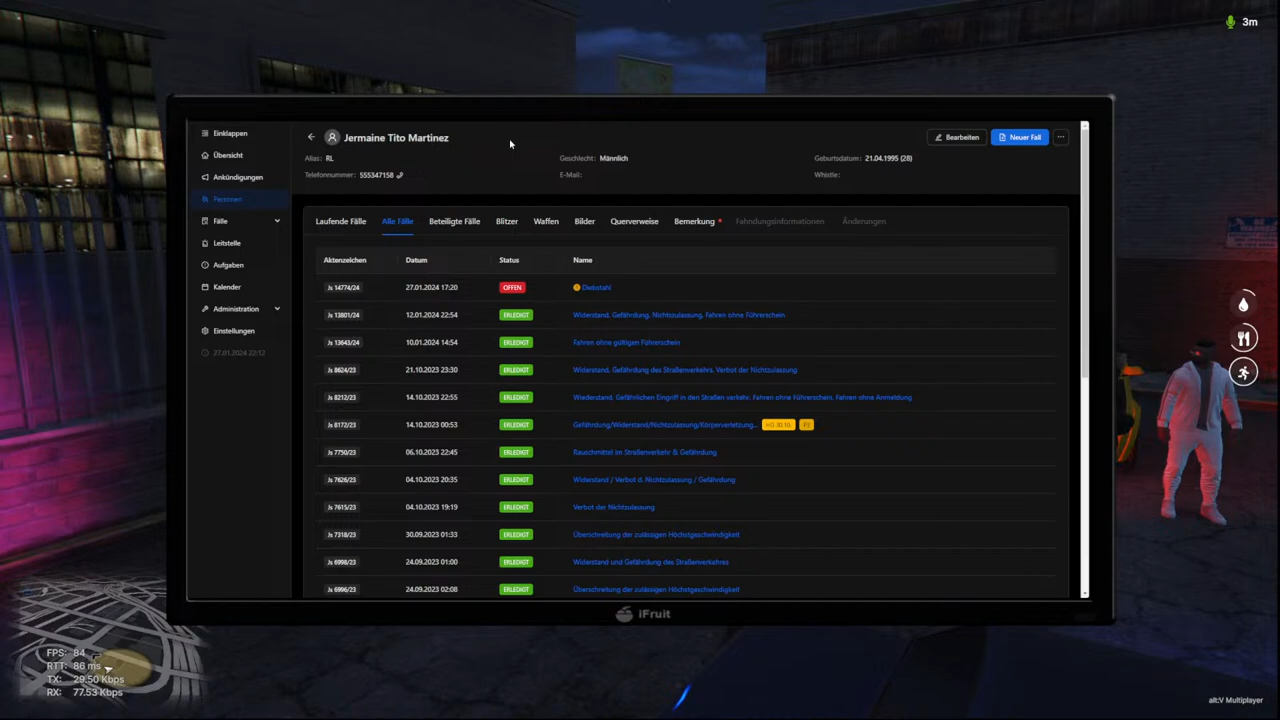 3m
Einklappen
Übersicht
Ankündigungen
Personen
Fälle
Leitstelle
Aufgaben
Kalender
Administration
Einstellungen
27.01.2024 22:12
Jermaine Tito Martinez
Bearbeiten
Neuer Fall
Alias: RL
Geschlecht: Männlich
Geburtsdatum: 21.04.1995 (28)
Telefonnummer: 555347158
E-Mail:
Whistle:
Laufende Fälle Alle Fälle Beteiligte Fälle Blitzer Waffen Bilder Querverweise Bemerkung Fahndungsinformationen Änderungen
Aktenzeichen Datum Status Name
Js 14774/24 27.01.2024 17:20 OFFEN Diebstahl
Js 13801/24 12.01.2024 22:54 ERLEDIGT Widerstand, Gefährdung, Nichtzulassung, Fahren ohne Führerschein
Js 13643/24 10.01.2024 14:54 ERLEDIGT Fahren ohne gültigen Führerschein
Js 8624/23 21.10.2023 23:30 ERLEDIGT Widerstand, Gefährdung des Straßenverkehrs, Verbot der Nichtzulassung
Js 8212/23 14.10.2023 22:55 ERLEDIGT Wiederstand, Gefährlichen Eingriff in den Straßen verkehr, Fahren ohne Führerschein, Fahren ohne Anmeldung
Js 8172/23 14.10.2023 00:53 ERLEDIGT Gefährdung/Widerstand/Nichtzulassung/Körperverletzung... HG 30:10
Js 7750/23 06.10.2023 22:45 ERLEDIGT Rauschmittel im Straßenverkehr & Gefährdung
Js 7626/23 04.10.2023 20:35 ERLEDIGT Widerstand / Verbot d. Nichtzulassung / Gefährdung
Js 7615/23 04.10.2023 19:19 ERLEDIGT Verbot der Nichtzulassung
Js 7318/23 30.09.2023 01:33 ERLEDIGT Überschreitung der zulässigen Höchstgeschwindigkeit
Js 6998/23 24.09.2023 01:00 ERLEDIGT Widerstand und Gefährdung des Straßenverkehres
Js 6996/23 24.09.2023 02:08 ERLEDIGT Überschreitung der zulässigen Höchstgeschwindigkeit
iFruit
FPS: 84
RTT: 86 ms
TX: 29.50 Kbps
RX: 77.53 Kbps
alt:V Multiplayer